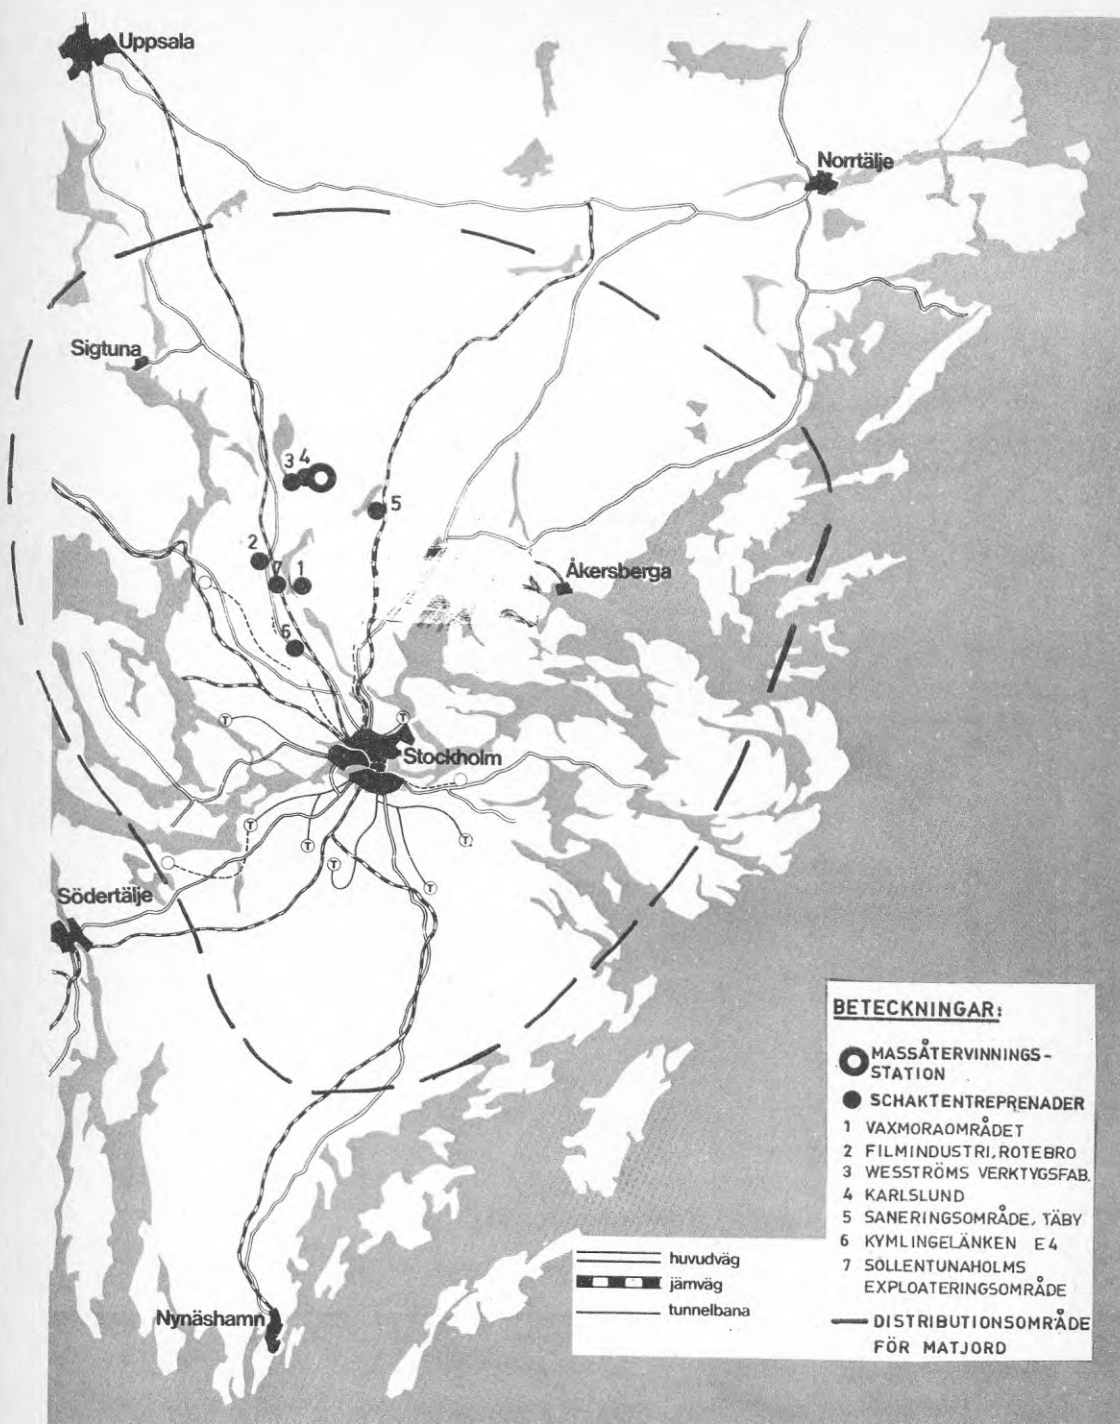 Uppsala
Norrtälje
Sigtuna
3 4
5
2
7 1
Åkersberga
6
T
T
Stockholm
T
T
T
T
T
Södertälje
Nynäshamn
huvudväg
järnväg
tunnelbana
BETECKNINGAR:
MASSÅTERVINNINGS-
STATION
SCHAKTENTREPRENADER
1 VAXMORAOMRÅDET
2 FILMINDUSTRI, ROTEBRO
3 WESSTRÖMS VERKTYGSFAB.
4 KARLSLUND
5 SANERINGSOMRÅDE, TÄBY
6 KYMLINGELÄNKEN E4
7 SOLLENTUNAHOLMS
EXPLOATERINGSOMRÅDE
DISTRIBUTIONSOMRÅDE
FÖR MATJORD